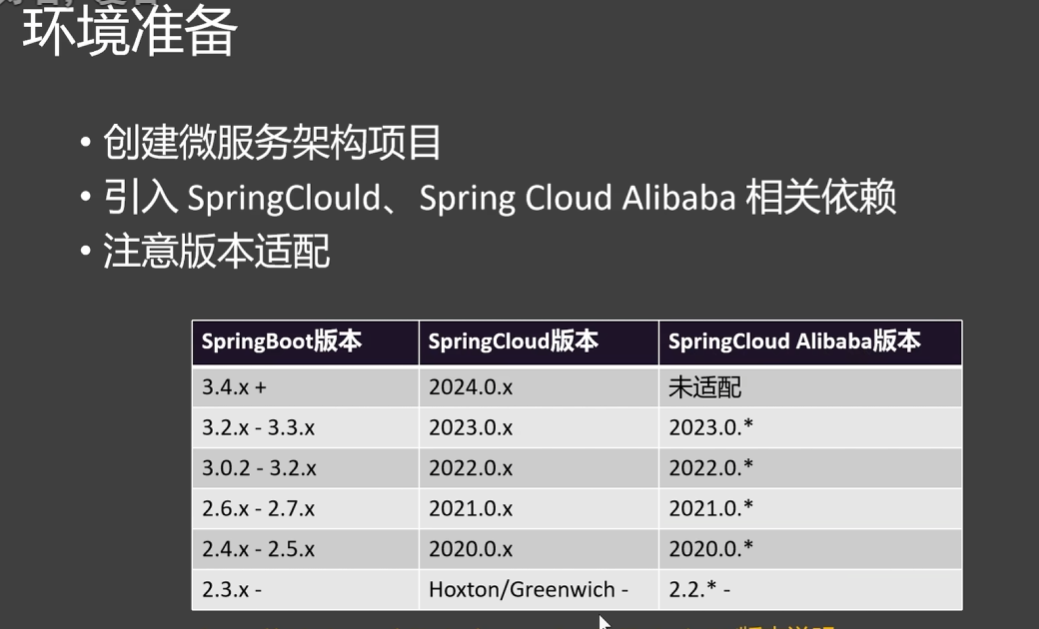 环境准备
• 创建微服务架构项目
• 引入 SpringClould、Spring Cloud Alibaba 相关依赖
• 注意版本适配
SpringBoot版本 SpringCloud版本 SpringCloud Alibaba版本
3.4.x + 2024.0.x 未适配
3.2.x - 3.3.x 2023.0.x 2023.0.*
3.0.2 - 3.2.x 2022.0.x 2022.0.*
2.6.x - 2.7.x 2021.0.x 2021.0.*
2.4.x - 2.5.x 2020.0.x 2020.0.*
2.3.x - Hoxton/Greenwich - 2.2.* -